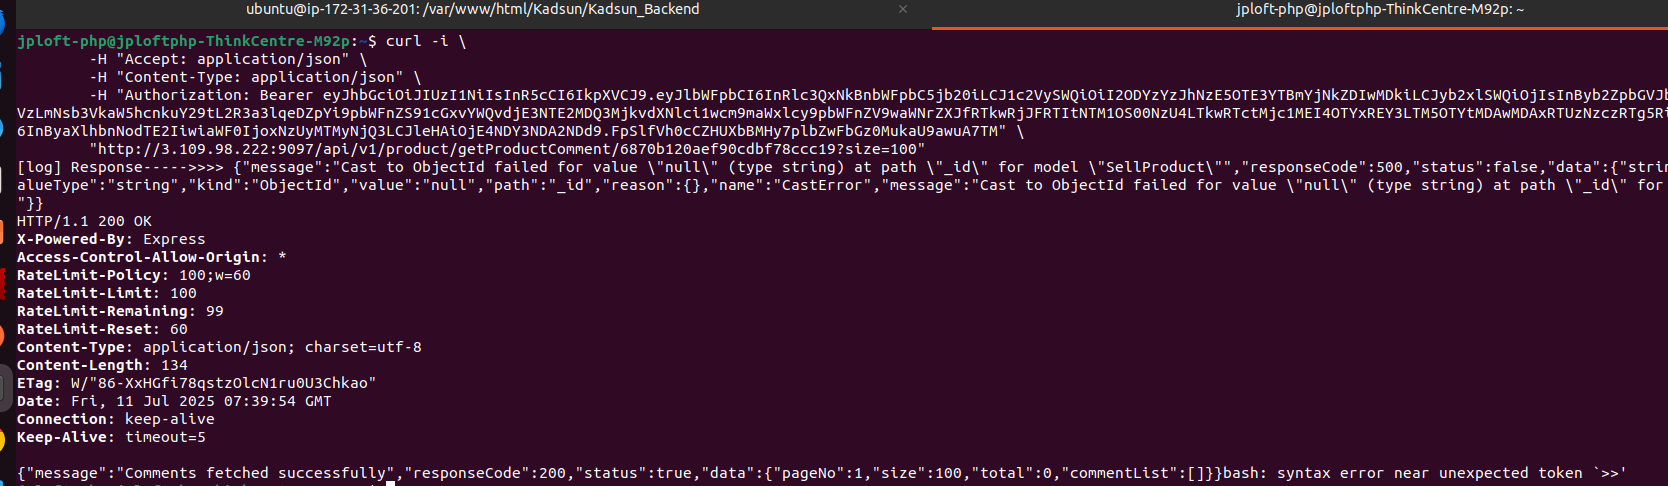 ubuntu@ip-172-31-36-201: /var/www/html/Kadsun/Kadsun_Backend
jploft-php@jploftphp-ThinkCentre-M92p: ~
jploft-php@jploftphp-ThinkCentre-M92p:~$ curl -i \
-H "Accept: application/json" \
-H "Content-Type: application/json" \
-H "Authorization: Bearer eyJhbGciOiJIUzI1NiIsInR5cCI6IkpXVCJ9.eyJlbWFpbCI6InRlc3QxNkBnbWFpbC5jb20iLCJ1c2VySWQiOiI2ODYzYzJhNzE5OTE3YTBmYjNkZDIwMDkiLCJyb2xlSWQiOjIsInByb2ZpbGVJb
VzLmNsb3VkaW5hcnkuY29tL2R3a3lqeDZpYi9pbWFnZS91cGxvYWQvdjE3NTE2MDQ3MjkvdXNlci1wcm9maWxlcy9pbWFnZV9waWNrZXJfRTkwRjJFRTItNTM1OS00NzU4LTkwRTctMjc1MEI4OTYxREY3LTM5OTYtMDAwMDAxRTUzNzczRTg5Ri
6InByaXlhbnNodTE2IiwiaWF0IjoxNzUyMTMyNjQ3LCJleHAiOjE4NDY3NDA2NDd9.FpSlfVh0cCZHUXbBMHy7plbZwFbGz0MukaU9awuA7TM" \
"http://3.109.98.222:9097/api/v1/product/getProductComment/6870b120aef90cdbf78ccc19?size=100"
[log] Response----->>>> {"message":"Cast to ObjectId failed for value \"null\" (type string) at path \"_id\" for model \"SellProduct\"","responseCode":500,"status":false,"data":{"strin
alueType":"string","kind":"ObjectId","value":"null","path":"_id","reason":{},"name":"CastError","message":"Cast to ObjectId failed for value \"null\" (type string) at path \"_id\" for
"}}
HTTP/1.1 200 OK
X-Powered-By: Express
Access-Control-Allow-Origin: *
RateLimit-Policy: 100;w=60
RateLimit-Limit: 100
RateLimit-Remaining: 99
RateLimit-Reset: 60
Content-Type: application/json; charset=utf-8
Content-Length: 134
ETag: W/"86-XxHGfi78qstzOlcN1ru0U3Chkao"
Date: Fri, 11 Jul 2025 07:39:54 GMT
Connection: keep-alive
Keep-Alive: timeout=5
{"message":"Comments fetched successfully","responseCode":200,"status":true,"data":{"pageNo":1,"size":100,"total":0,"commentList":[]}}bash: syntax error near unexpected token `>>'